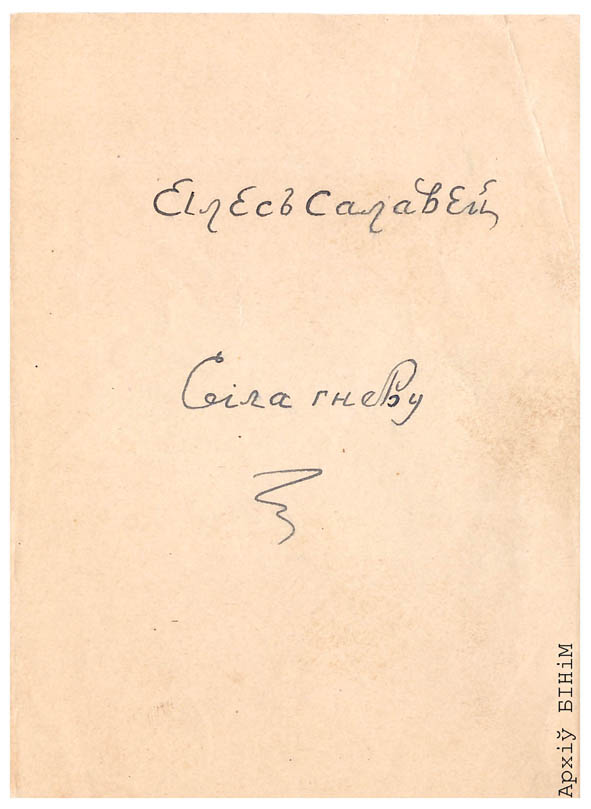 Алесь Салавей
Сіла гневу
Архіў БІНіМ